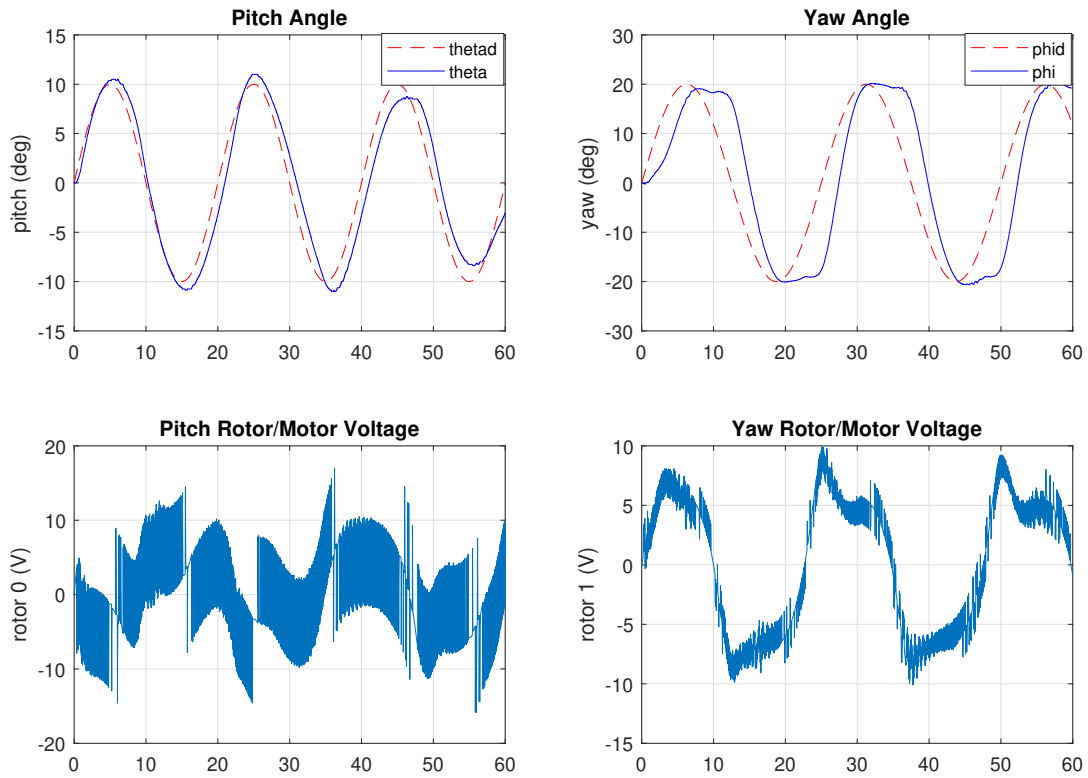 Pitch Angle
15
10
5
0
-5
-10
-15
pitch (deg)
thetad
theta
0 10 20 30 40 50 60
Yaw Angle
30
20
10
0
-10
-20
-30
yaw (deg)
phid
phi
0 10 20 30 40 50 60
Pitch Rotor/Motor Voltage
20
10
0
-10
-20
rotor 0 (V)
0 10 20 30 40 50 60
Yaw Rotor/Motor Voltage
10
5
0
-5
-10
-15
rotor 1 (V)
0 10 20 30 40 50 60